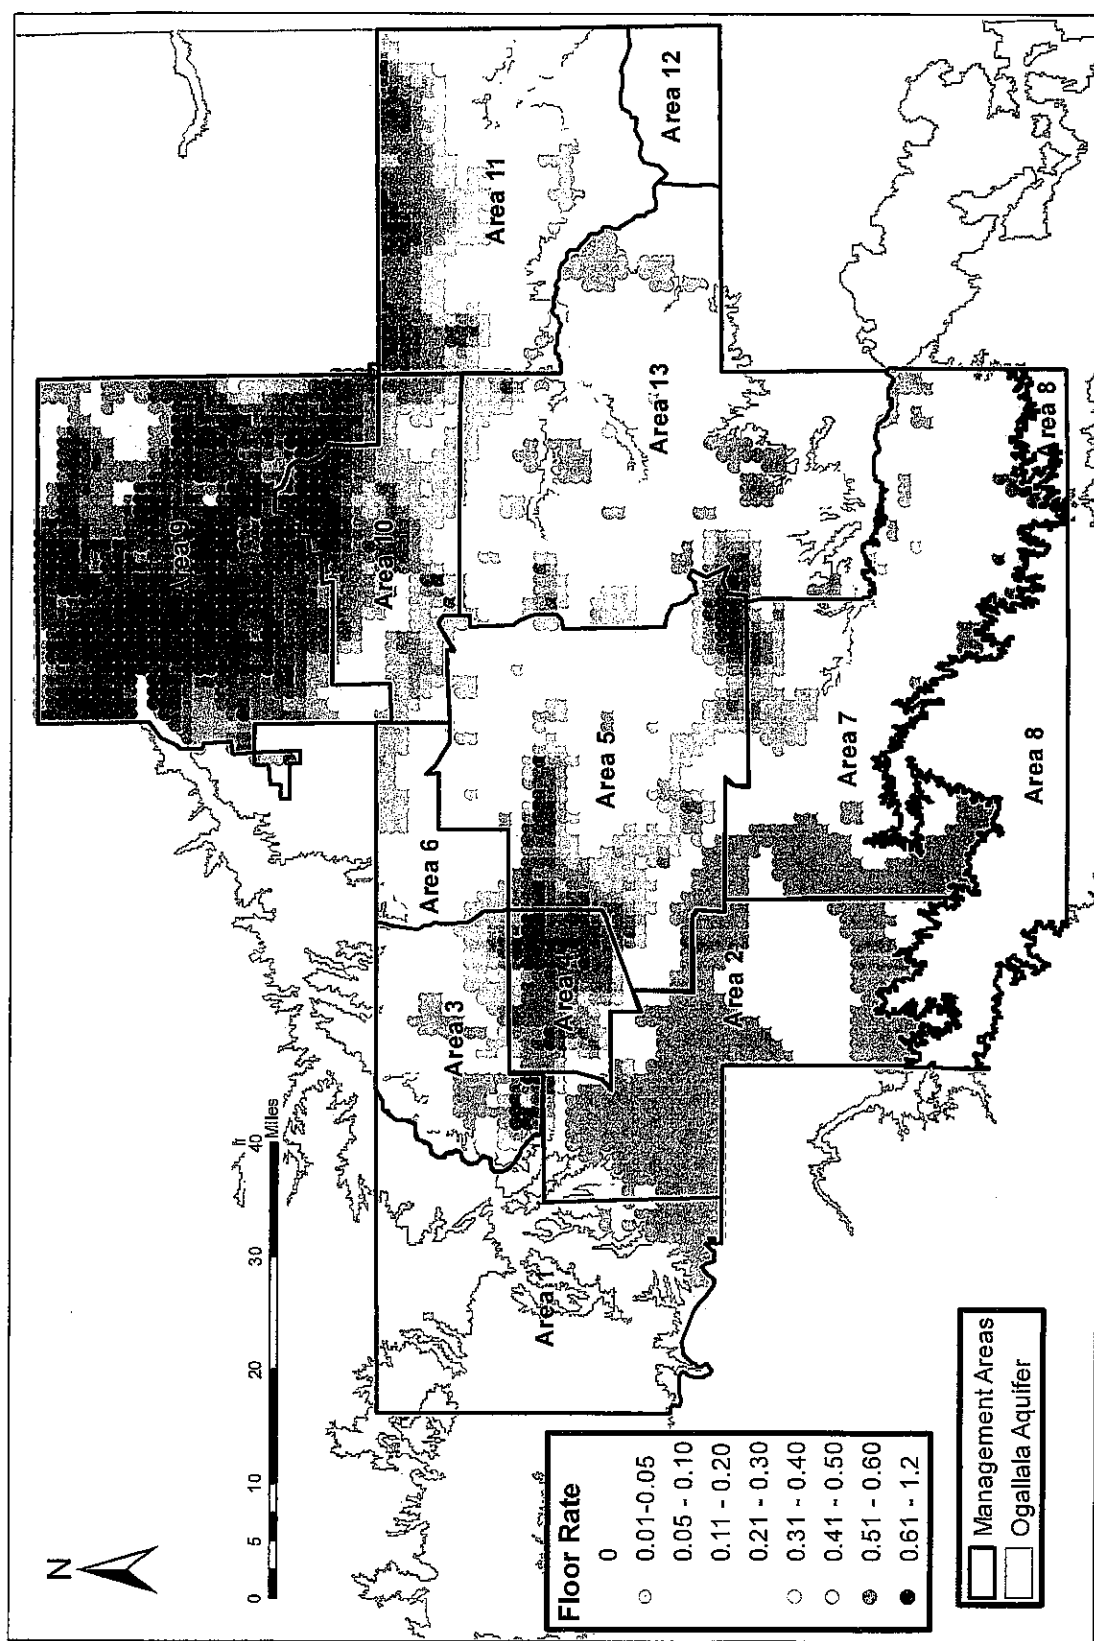 N
0 5 10 20 30 40
Miles
Area 9
Area 10
Area 11
Area 12
Area 6
Area 3
Area
Area 5
Area 13
Area 1
Area 2
Area 7
Area 8
Area 8
Floor Rate
0
0.01-0.05
0.05 - 0.10
0.11 - 0.20
0.21 - 0.30
0.31 - 0.40
0.41 - 0.50
0.51 - 0.60
0.61 - 1.2
Management Areas
Ogallala Aquifer